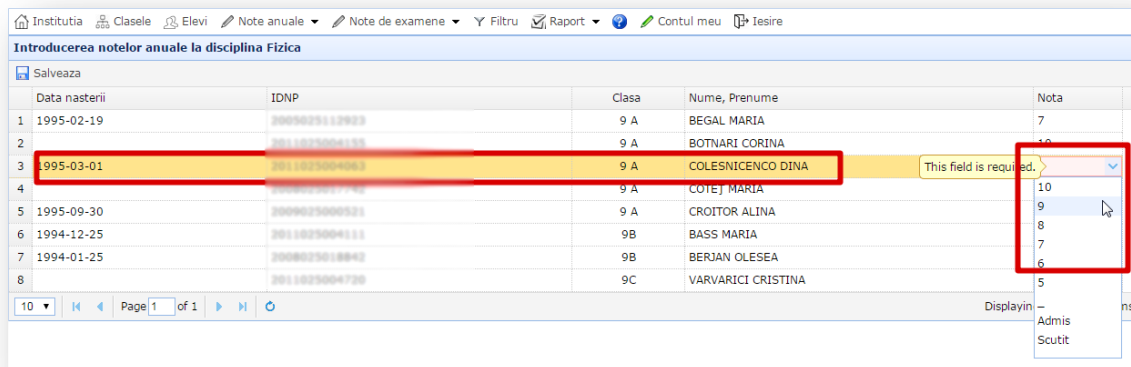 Institutia Clasele Elevi Note anuale Note de examene Filtru Raport Contul meu Iesire
Introducerea notelor anuale la disciplina Fizica
Salveaza
Data nasterii IDNP Clasa Nume, Prenume Nota
1 1995-02-19 9 A BEGAL MARIA 7
2 9 A BOTNARI CORINA 10
3 1995-03-01 9 A COLESNICENCO DINA This field is required.
4 9 A COTEȚ MARIA
5 1995-09-30 9 A CROITOR ALINA
6 1994-12-25 9B BASS MARIA
7 1994-01-25 9B BERJAN OLESEA
8 9C VARVARICI CRISTINA
10
9
8
7
6
5
_
Admis
Scutit
10 Page 1 of 1 Displayin